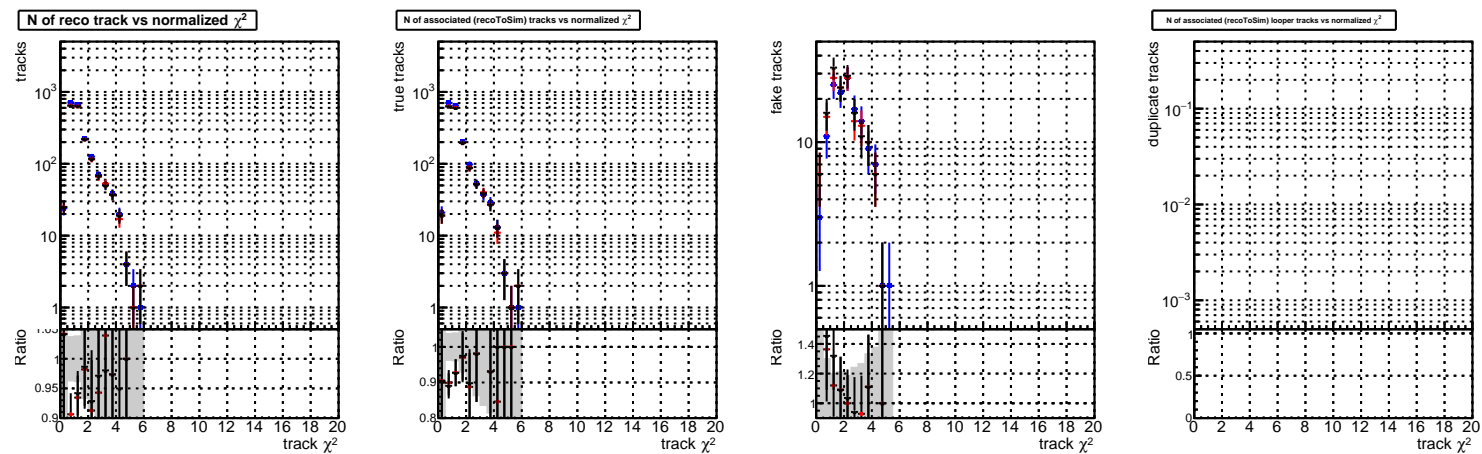 N of reco track vs normalized χ²
tracks
10³
10²
10
1
Ratio
1.05
1
0.95
0.9
0 2 4 6 8 10 12 14 16 18 20
track χ²
N of associated (recoToSim) tracks vs normalized χ²
true tracks
10³
10²
10
1
Ratio
1
0.9
0.8
0 2 4 6 8 10 12 14 16 18 20
track χ²
fake tracks
10
1
Ratio
1.4
1.2
1
0 2 4 6 8 10 12 14 16 18 20
track χ²
N of associated (recoToSim) looper tracks vs normalized χ²
duplicate tracks
10⁻¹
10⁻²
10⁻³
Ratio
1
0.5
0
0 2 4 6 8 10 12 14 16 18 20
track χ²